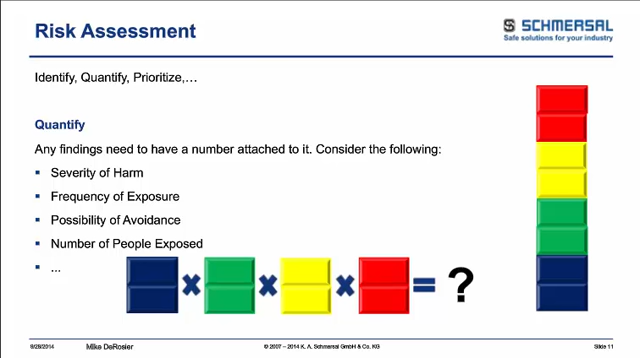 Risk Assessment
SCHMERSAL
Safe solutions for your industry
Identify, Quantify, Prioritize,...
Quantify
Any findings need to have a number attached to it. Consider the following:
▪ Severity of Harm
▪ Frequency of Exposure
▪ Possibility of Avoidance
▪ Number of People Exposed
▪ ...
× × × = ?
9/28/2014 Mike DeRosier © 2007 – 2014 K. A. Schmersal GmbH & Co. KG Slide 11